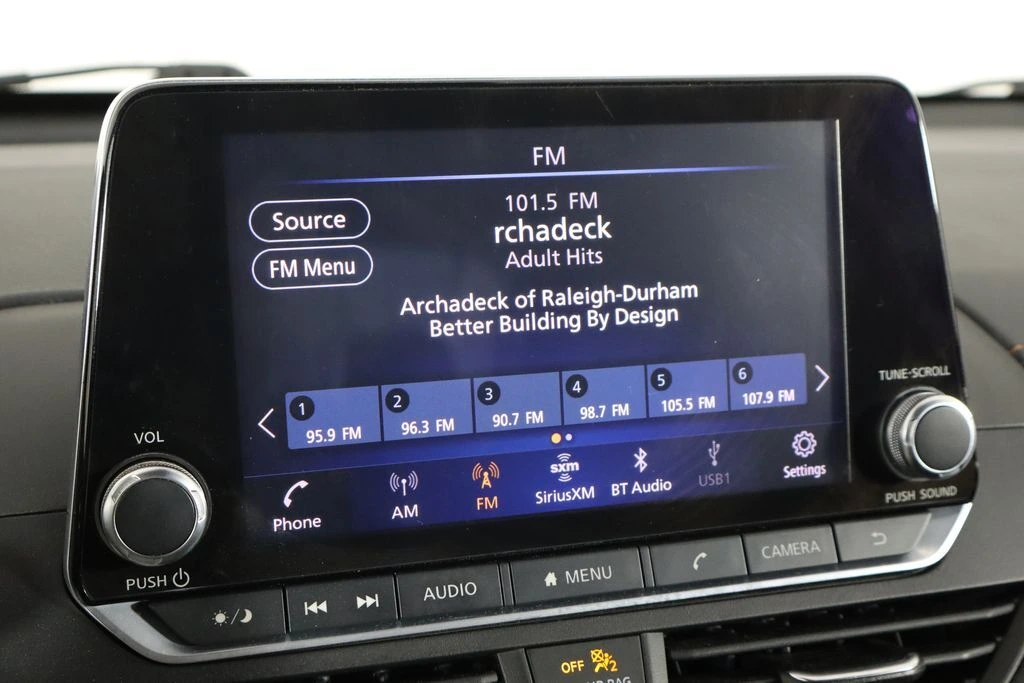 FM
101.5 FM
Source
rchadeck
FM Menu
Adult Hits
Archadeck of Raleigh-Durham
Better Building By Design
1 95.9 FM
2 96.3 FM
3 90.7 FM
4 98.7 FM
5 105.5 FM
6 107.9 FM
TUNE·SCROLL
VOL
Phone
AM
FM
sxm
SiriusXM
BT Audio
USB1
Settings
PUSH SOUND
PUSH
AUDIO
MENU
CAMERA
OFF
2
BAG